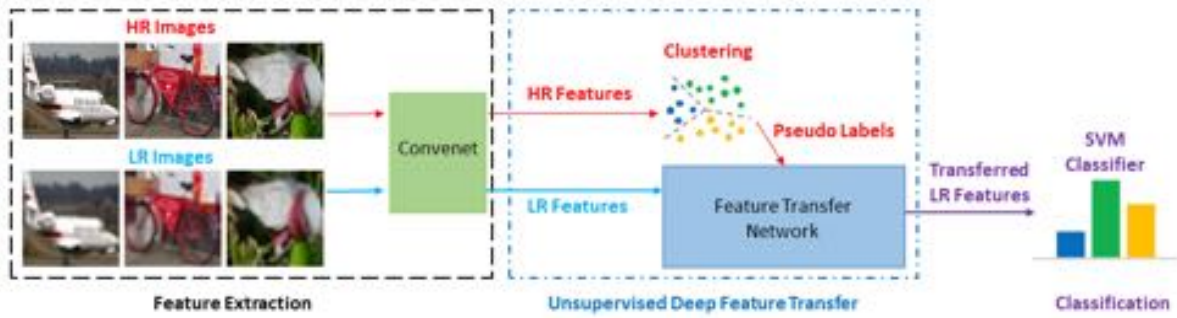 HR Images
LR Images
Convenet
Feature Extraction
HR Features
LR Features
Clustering
Pseudo Labels
Feature Transfer
Network
Unsupervised Deep Feature Transfer
Transferred
LR Features
SVM
Classifier
Classification